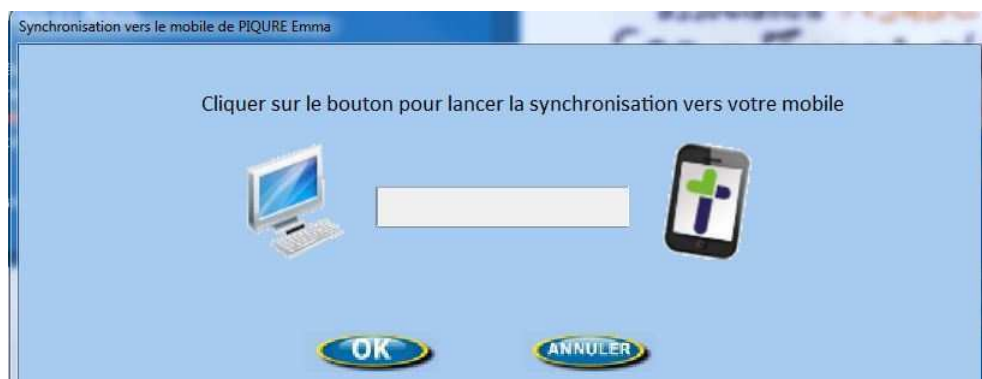 Synchronisation vers le mobile de PIQURE Emma
Cliquer sur le bouton pour lancer la synchronisation vers votre mobile
OK
ANNULER